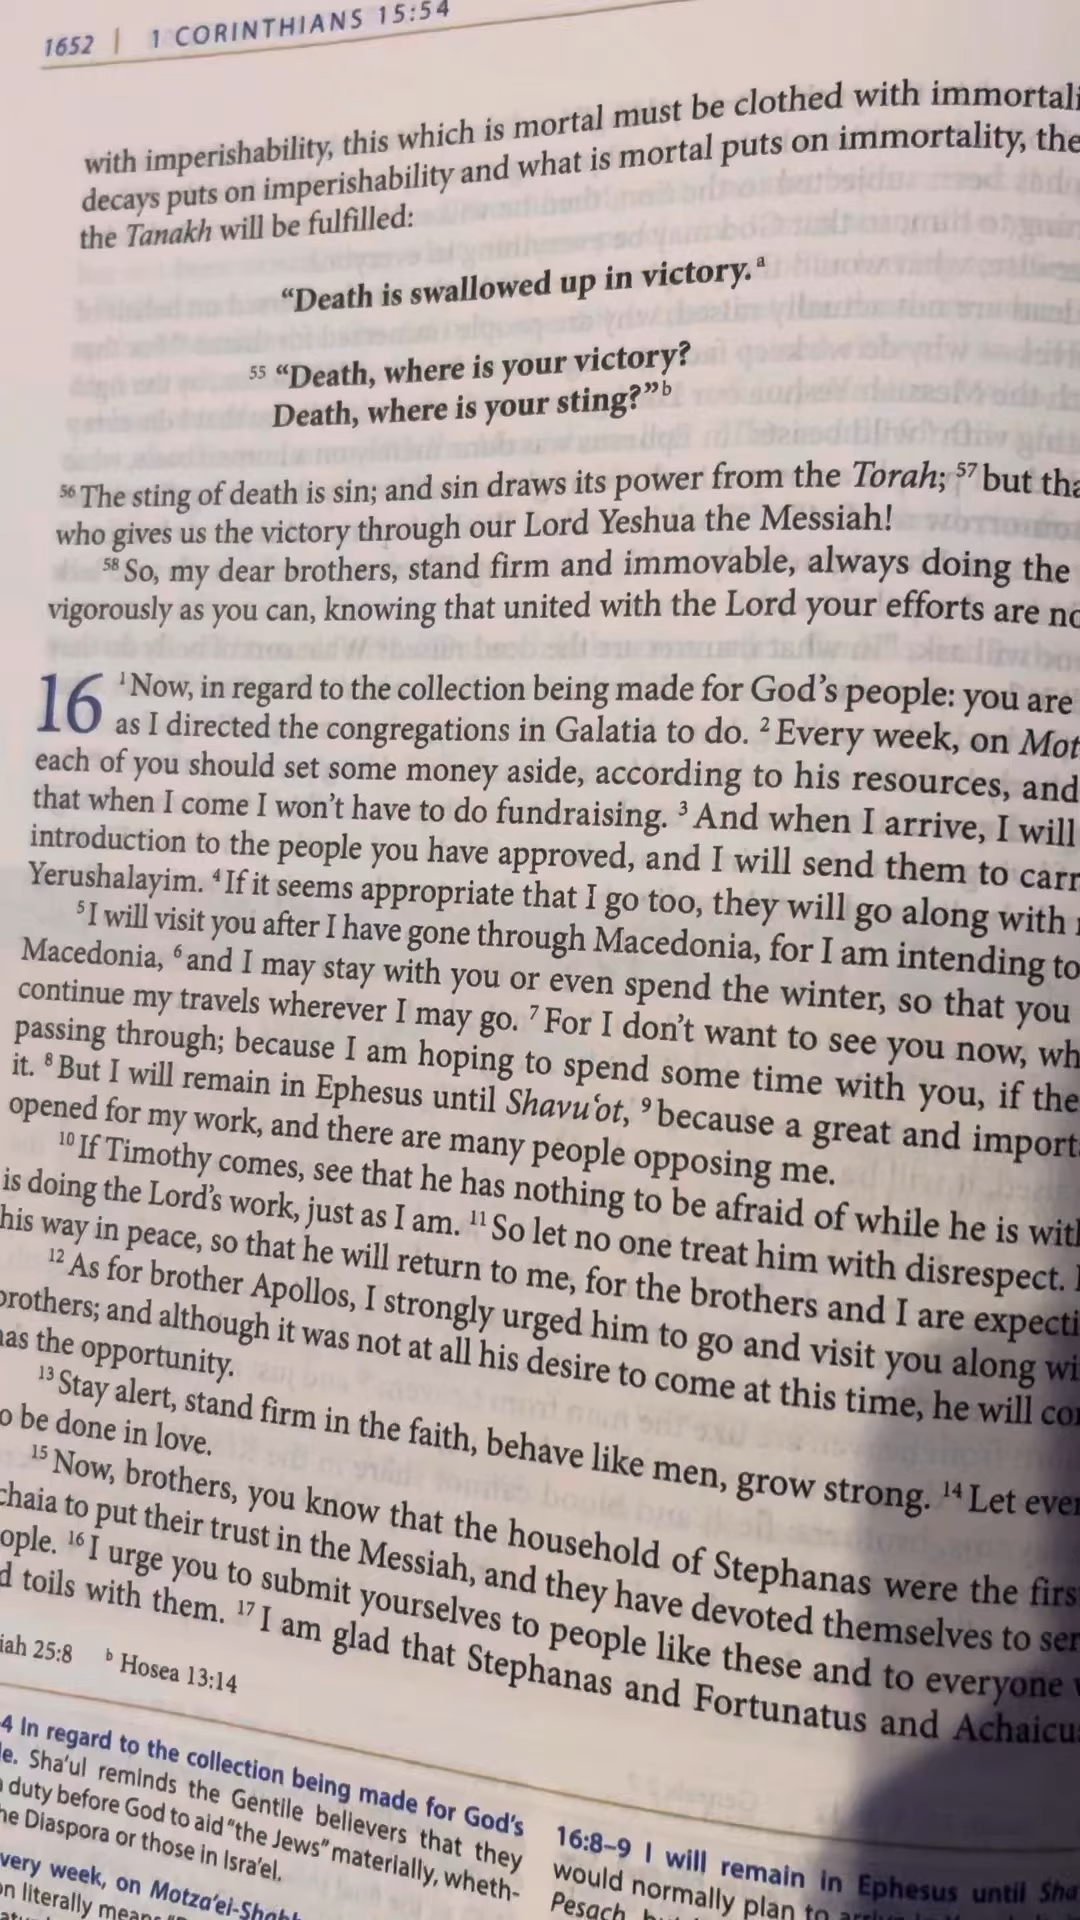 1652 | 1 CORINTHIANS 15:54
with imperishability, this which is mortal must be clothed with immortali
decays puts on imperishability and what is mortal puts on immortality, the
the Tanakh will be fulfilled:
“Death is swallowed up in victory.ᵃ
55 “Death, where is your victory?
Death, where is your sting?”ᵇ
56 The sting of death is sin; and sin draws its power from the Torah; 57 but tha
who gives us the victory through our Lord Yeshua the Messiah!
58 So, my dear brothers, stand firm and immovable, always doing the
vigorously as you can, knowing that united with the Lord your efforts are no
16 1 Now, in regard to the collection being made for God’s people: you are
as I directed the congregations in Galatia to do. 2 Every week, on Mot
each of you should set some money aside, according to his resources, and
that when I come I won’t have to do fundraising. 3 And when I arrive, I will
introduction to the people you have approved, and I will send them to carr
Yerushalayim. 4 If it seems appropriate that I go too, they will go along with
5 I will visit you after I have gone through Macedonia, for I am intending to
Macedonia, 6 and I may stay with you or even spend the winter, so that you
continue my travels wherever I may go. 7 For I don’t want to see you now, wh
passing through; because I am hoping to spend some time with you, if the
it. 8 But I will remain in Ephesus until Shavu‘ot, 9 because a great and import
opened for my work, and there are many people opposing me.
10 If Timothy comes, see that he has nothing to be afraid of while he is with
is doing the Lord’s work, just as I am. 11 So let no one treat him with disrespect.
his way in peace, so that he will return to me, for the brothers and I are expecti
12 As for brother Apollos, I strongly urged him to go and visit you along wi
brothers; and although it was not at all his desire to come at this time, he will co
has the opportunity.
13 Stay alert, stand firm in the faith, behave like men, grow strong. 14 Let ever
o be done in love.
15 Now, brothers, you know that the household of Stephanas were the firs
chaia to put their trust in the Messiah, and they have devoted themselves to ser
ople. 16 I urge you to submit yourselves to people like these and to everyone
d toils with them. 17 I am glad that Stephanas and Fortunatus and Achaicu
iah 25:8 ᵇ Hosea 13:14
4 In regard to the collection being made for God’s
le. Sha’ul reminds the Gentile believers that they
duty before God to aid “the Jews” materially, wheth-
he Diaspora or those in Isra’el.
very week, on Motza’ei-Shabb
on literally means
16:8–9 I will remain in Ephesus until Sha
would normally plan to
Pesach,